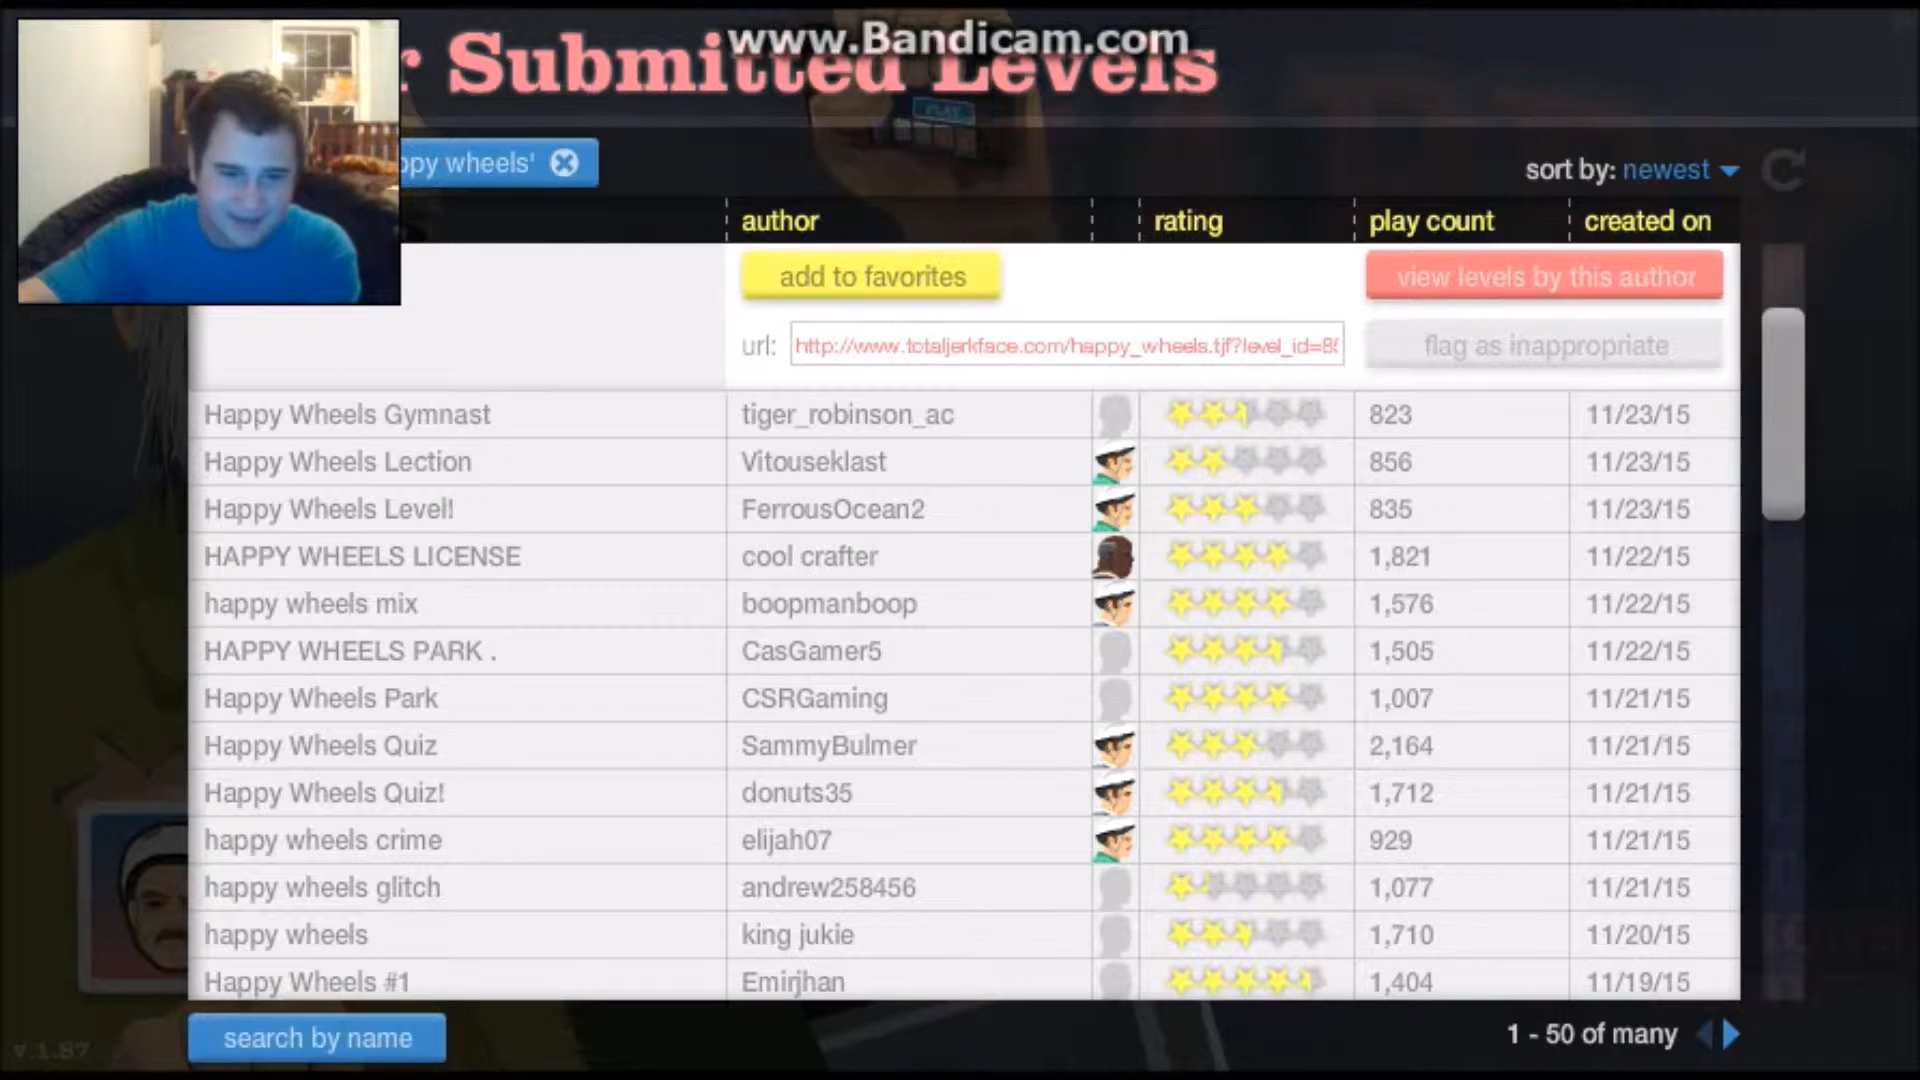 www.Bandicam.com
r Submitted Levels
ppy wheels'
sort by: newest
author rating play count created on
add to favorites view levels by this author
url: http://www.totaljerkface.com/happy_wheels.tjf?level_id=8 flag as inappropriate
Happy Wheels Gymnast tiger_robinson_ac 823 11/23/15
Happy Wheels Lection Vitouseklast 856 11/23/15
Happy Wheels Level! FerrousOcean2 835 11/23/15
HAPPY WHEELS LICENSE cool crafter 1,821 11/22/15
happy wheels mix boopmanboop 1,576 11/22/15
HAPPY WHEELS PARK . CasGamer5 1,505 11/22/15
Happy Wheels Park CSRGaming 1,007 11/21/15
Happy Wheels Quiz SammyBulmer 2,164 11/21/15
Happy Wheels Quiz! donuts35 1,712 11/21/15
happy wheels crime elijah07 929 11/21/15
happy wheels glitch andrew258456 1,077 11/21/15
happy wheels king jukie 1,710 11/20/15
Happy Wheels #1 Emirjhan 1,404 11/19/15
search by name 1 - 50 of many
v.1.87
PLAY